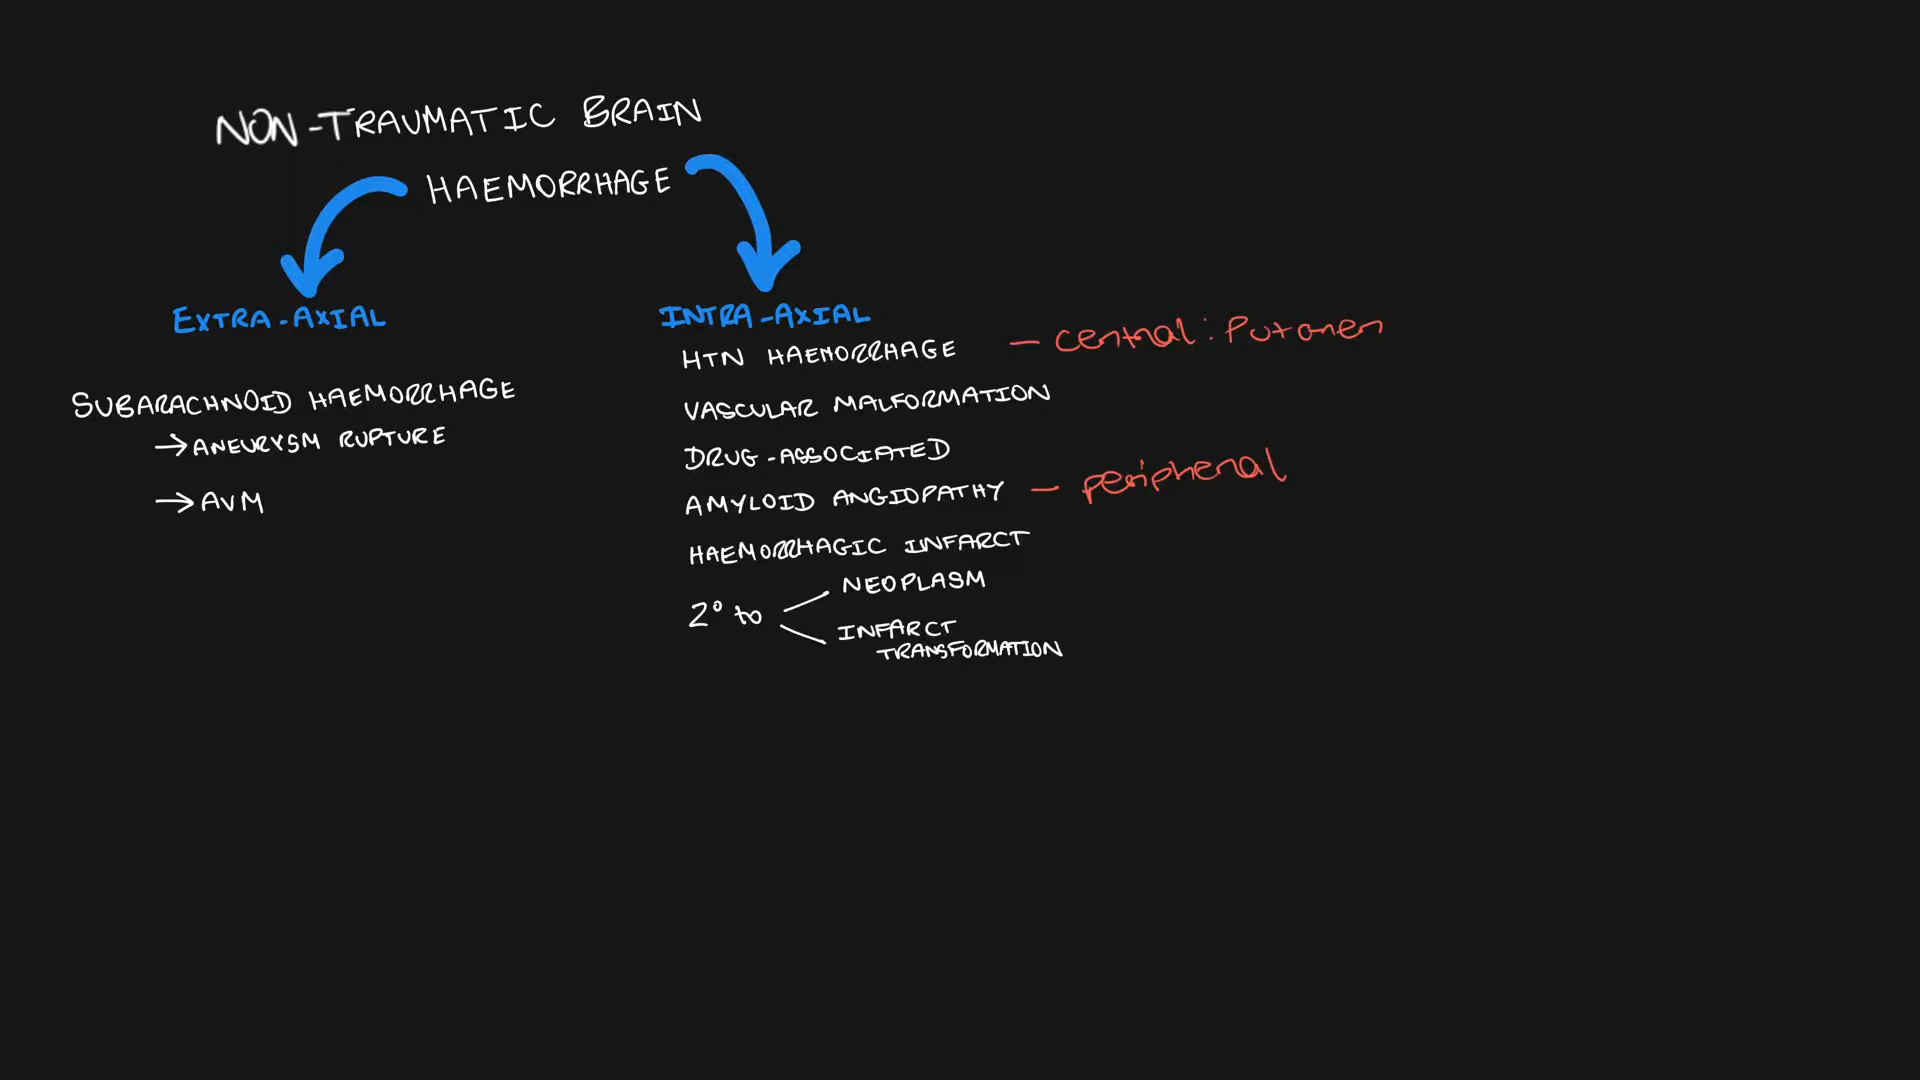 NON-TRAUMATIC BRAIN
HAEMORRHAGE
EXTRA-AXIAL
SUBARACHNOID HAEMORRHAGE
→ANEURYSM RUPTURE
→AVM
INTRA-AXIAL
HTN HAEMORRHAGE - central: Putamen
VASCULAR MALFORMATION
DRUG-ASSOCIATED
AMYLOID ANGIOPATHY - peripheral
HAEMORRHAGIC INFARCT
2° to
NEOPLASM
INFARCT
TRANSFORMATION